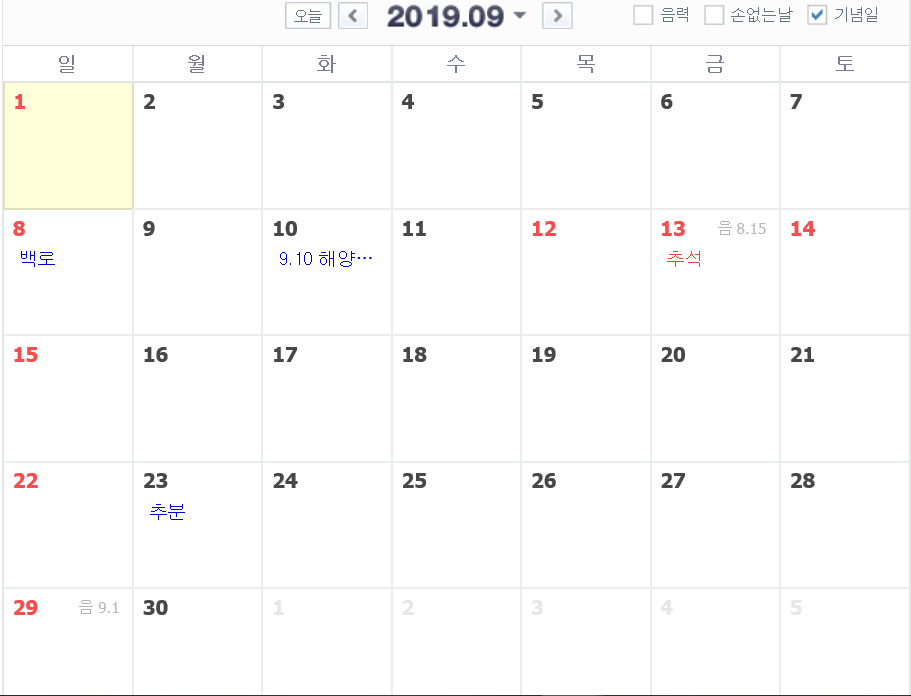 오늘 < 2019.09 > 음력 손없는날 기념일
일 월 화 수 목 금 토
1 2 3 4 5 6 7
8 9 10 11 12 13 음 8.15 14
백로 9.10 해양… 추석
15 16 17 18 19 20 21
22 23 24 25 26 27 28
추분
29 음 9.1 30 1 2 3 4 5